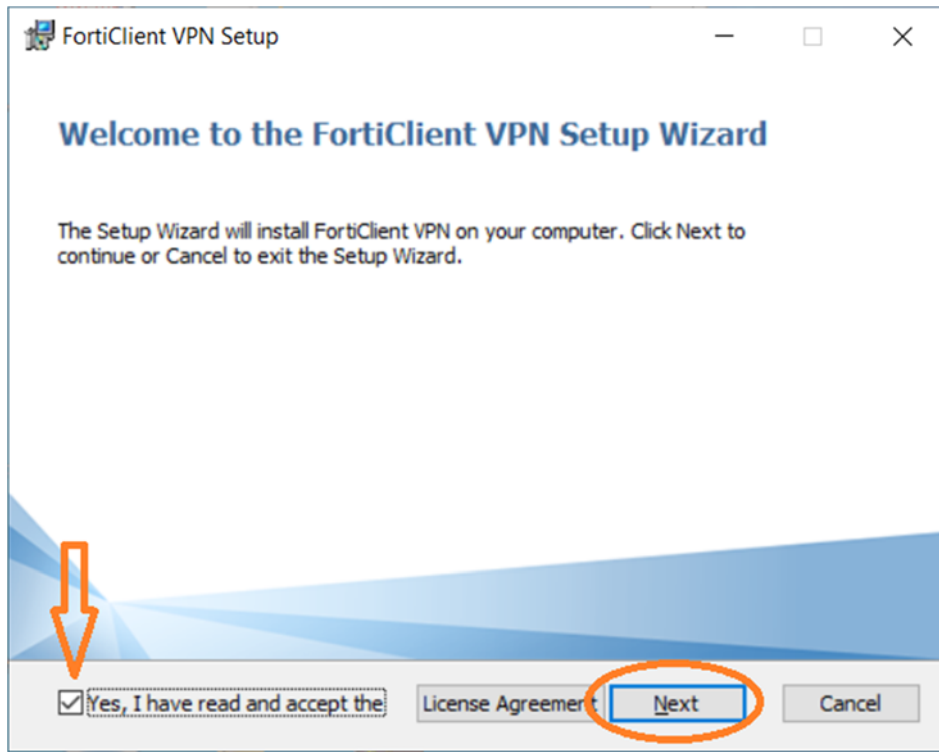 FortiClient VPN Setup
Welcome to the FortiClient VPN Setup Wizard
The Setup Wizard will install FortiClient VPN on your computer. Click Next to
continue or Cancel to exit the Setup Wizard.
Yes, I have read and accept the License Agreement Next Cancel